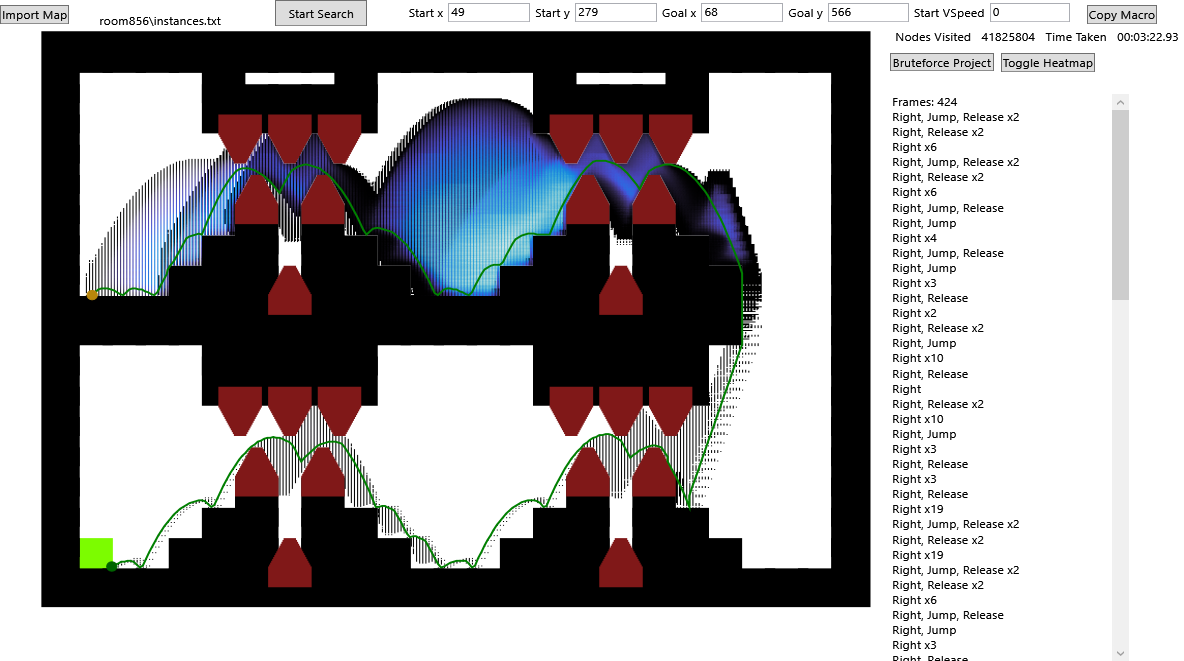 Import Map
room856\instances.txt
Start Search
Start x 49 Start y 279 Goal x 68 Goal y 566 Start VSpeed 0
Copy Macro
Nodes Visited 41825804 Time Taken 00:03:22.93
Bruteforce Project Toggle Heatmap
Frames: 424
Right, Jump, Release x2
Right, Release x2
Right x6
Right, Jump, Release x2
Right, Release x2
Right x6
Right, Jump, Release
Right, Jump
Right x4
Right, Jump, Release
Right, Jump
Right x3
Right, Release
Right x2
Right, Release x2
Right, Jump
Right x10
Right, Release
Right
Right, Release x2
Right x10
Right, Jump
Right x3
Right, Release
Right x3
Right, Release
Right x19
Right, Jump, Release x2
Right, Release x2
Right x19
Right, Jump, Release x2
Right, Release x2
Right x6
Right, Jump, Release
Right, Jump
Right x3
Right, Release